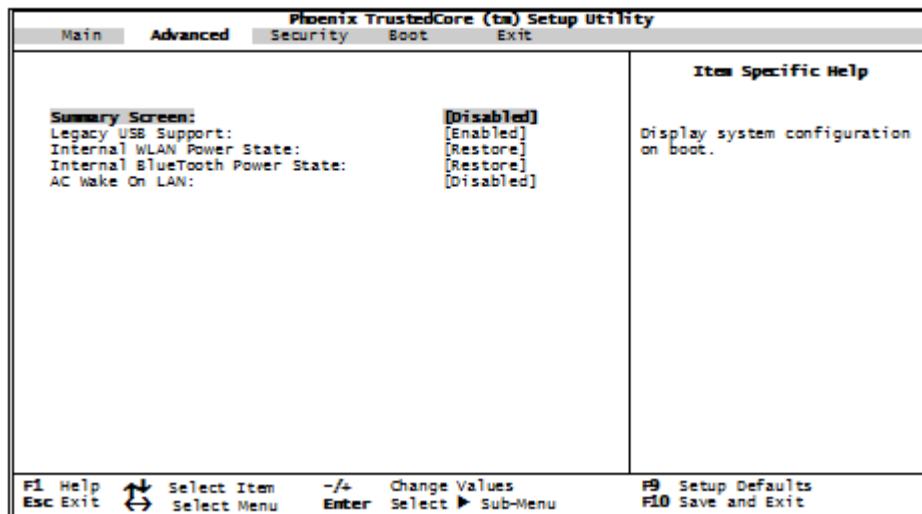 Phoenix TrustedCore (tm) Setup Utility
Main Advanced Security Boot Exit
Item Specific Help
Summary Screen: [Disabled]
Legacy USB Support: [Enabled]
Internal WLAN Power State: [Restore]
Internal BlueTooth Power State: [Restore]
AC Wake On LAN: [Disabled]
Display system configuration
on boot.
F1 Help Select Item -/+ Change Values F9 Setup Defaults
Esc Exit Select Menu Enter Select ▶ Sub-Menu F10 Save and Exit